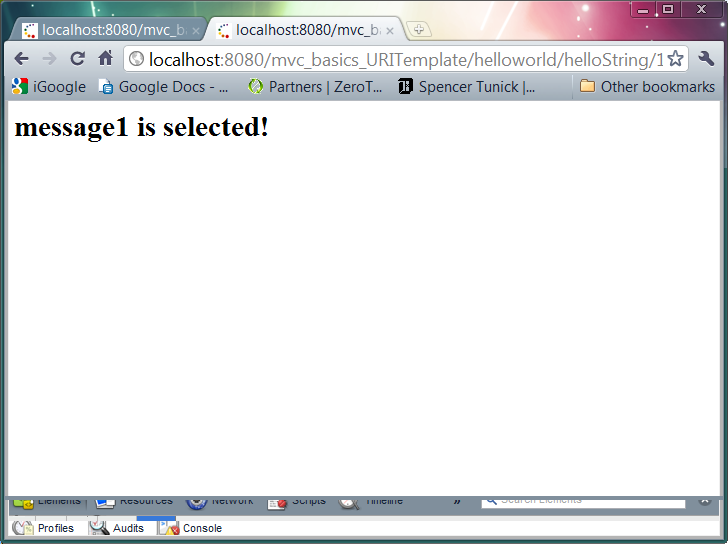 localhost:8080/mvc_b localhost:8080/mvc_b
localhost:8080/mvc_basics_URITemplate/helloworld/helloString/1
iGoogle Google Docs - ... Partners | ZeroT... Spencer Tunick |... Other bookmarks
message1 is selected!
Elements Resources Network Scripts Timeline » Search Elements
Profiles Audits Console